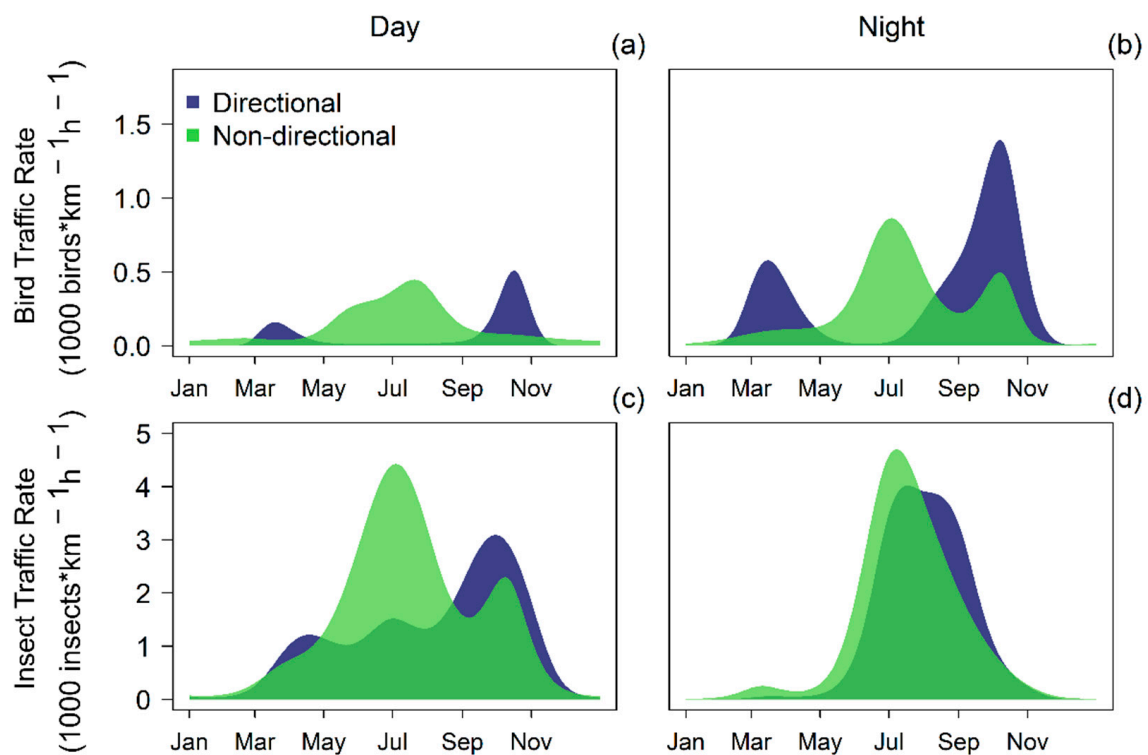 Day
Night
(a)
(b)
Bird Traffic Rate
(1000 birds*km − 1h − 1)
1.5
1.0
0.5
0.0
Directional
Non-directional
Jan Mar May Jul Sep Nov
Jan Mar May Jul Sep Nov
(c)
(d)
Insect Traffic Rate
(1000 insects*km − 1h − 1)
5
4
3
2
1
0
Jan Mar May Jul Sep Nov
Jan Mar May Jul Sep Nov